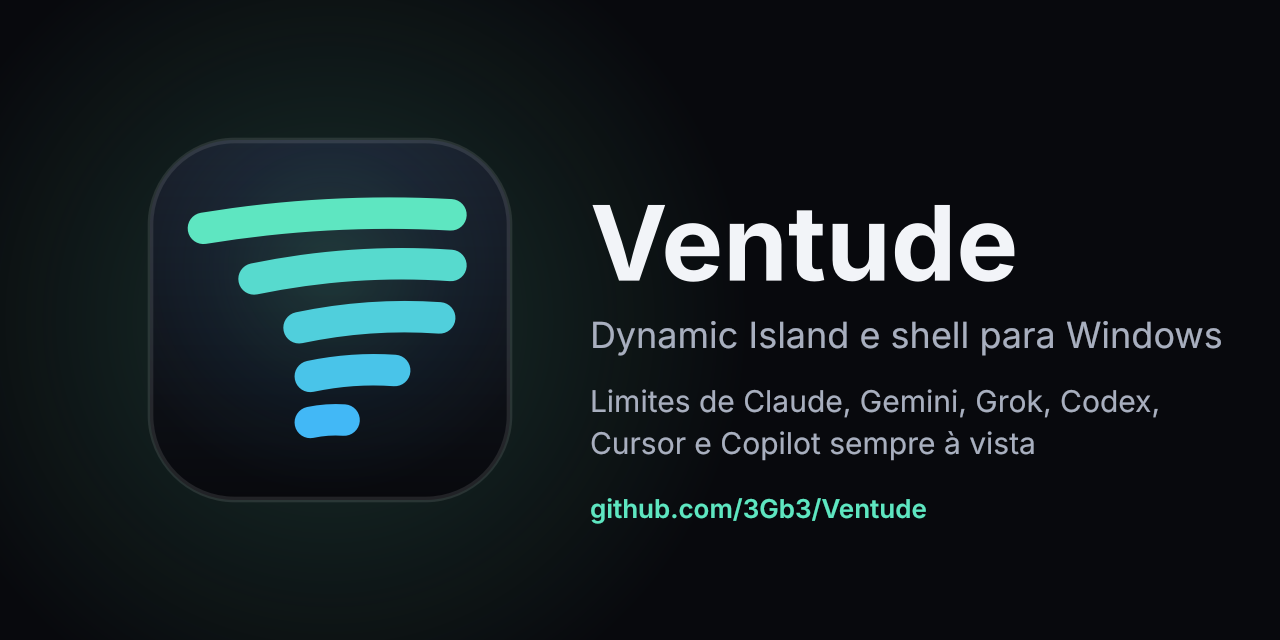 Ventude
Dynamic Island e shell para Windows
Limites de Claude, Gemini, Grok, Codex,
Cursor e Copilot sempre à vista
github.com/3Gb3/Ventude